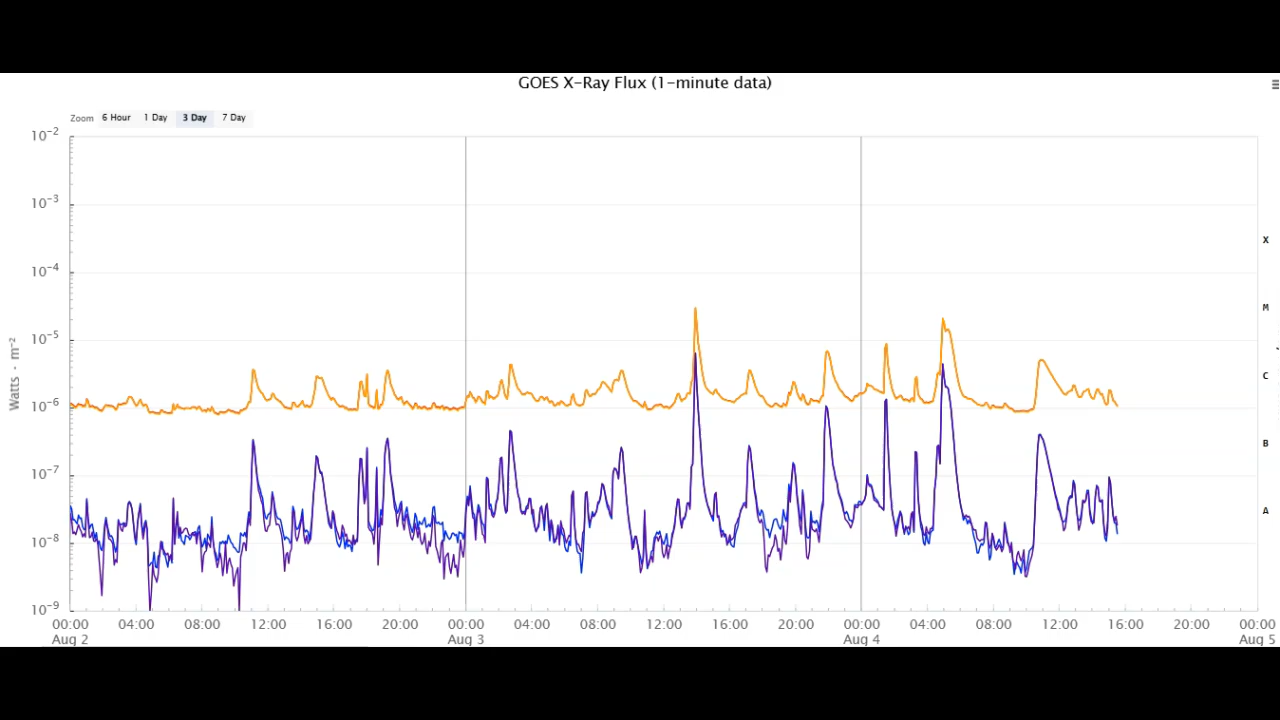 GOES X-Ray Flux (1-minute data)
Zoom 6 Hour 1 Day 3 Day 7 Day
10⁻²
10⁻³
X
10⁻⁴
M
10⁻⁵
Watts · m⁻²
C
10⁻⁶
B
10⁻⁷
A
10⁻⁸
10⁻⁹
00:00 04:00 08:00 12:00 16:00 20:00 00:00 04:00 08:00 12:00 16:00 20:00 00:00 04:00 08:00 12:00 16:00 20:00 00:00
Aug 2 Aug 3 Aug 4 Aug 5